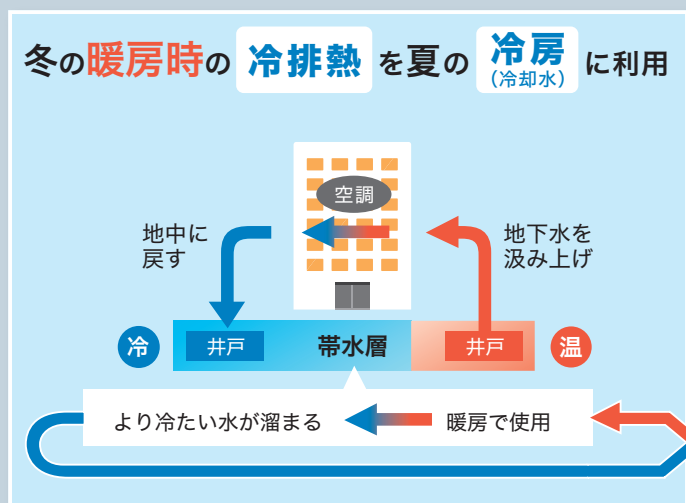 冬の暖房時の 冷排熱 を夏の 冷房 に利用
(冷却水)
空調
地中に
戻す
地下水を
汲み上げ
冷 井戸 帯水層 井戸 温
より冷たい水が溜まる 暖房で使用